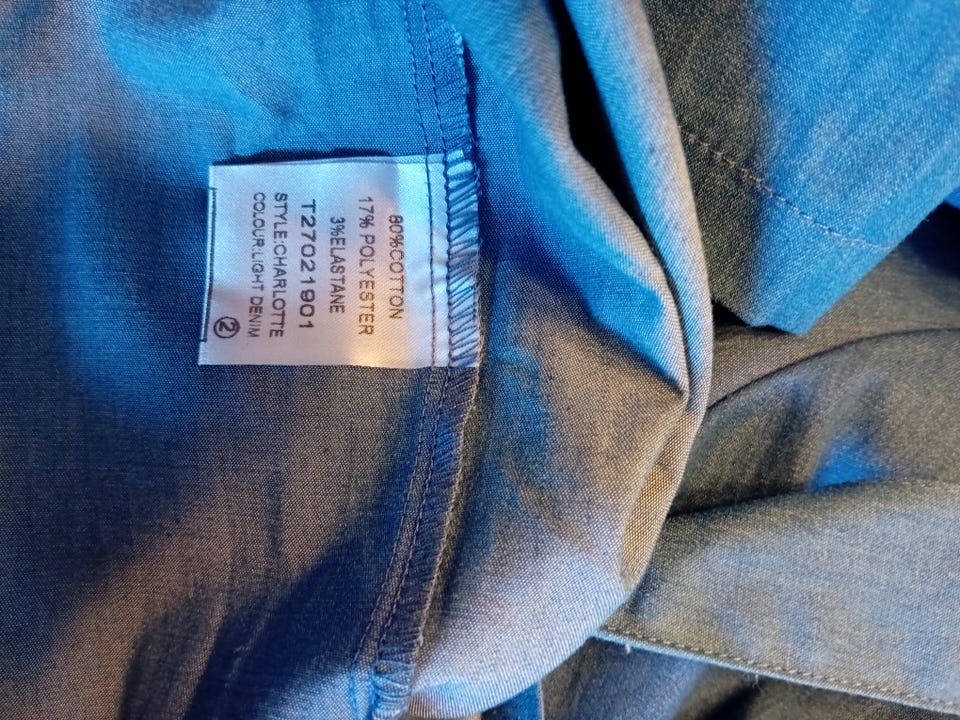 80%COTTON
17% POLYESTER
3%ELASTANE
T27021901
STYLE:CHARLOTTE
COLOUR:LIGHT DENIM
②